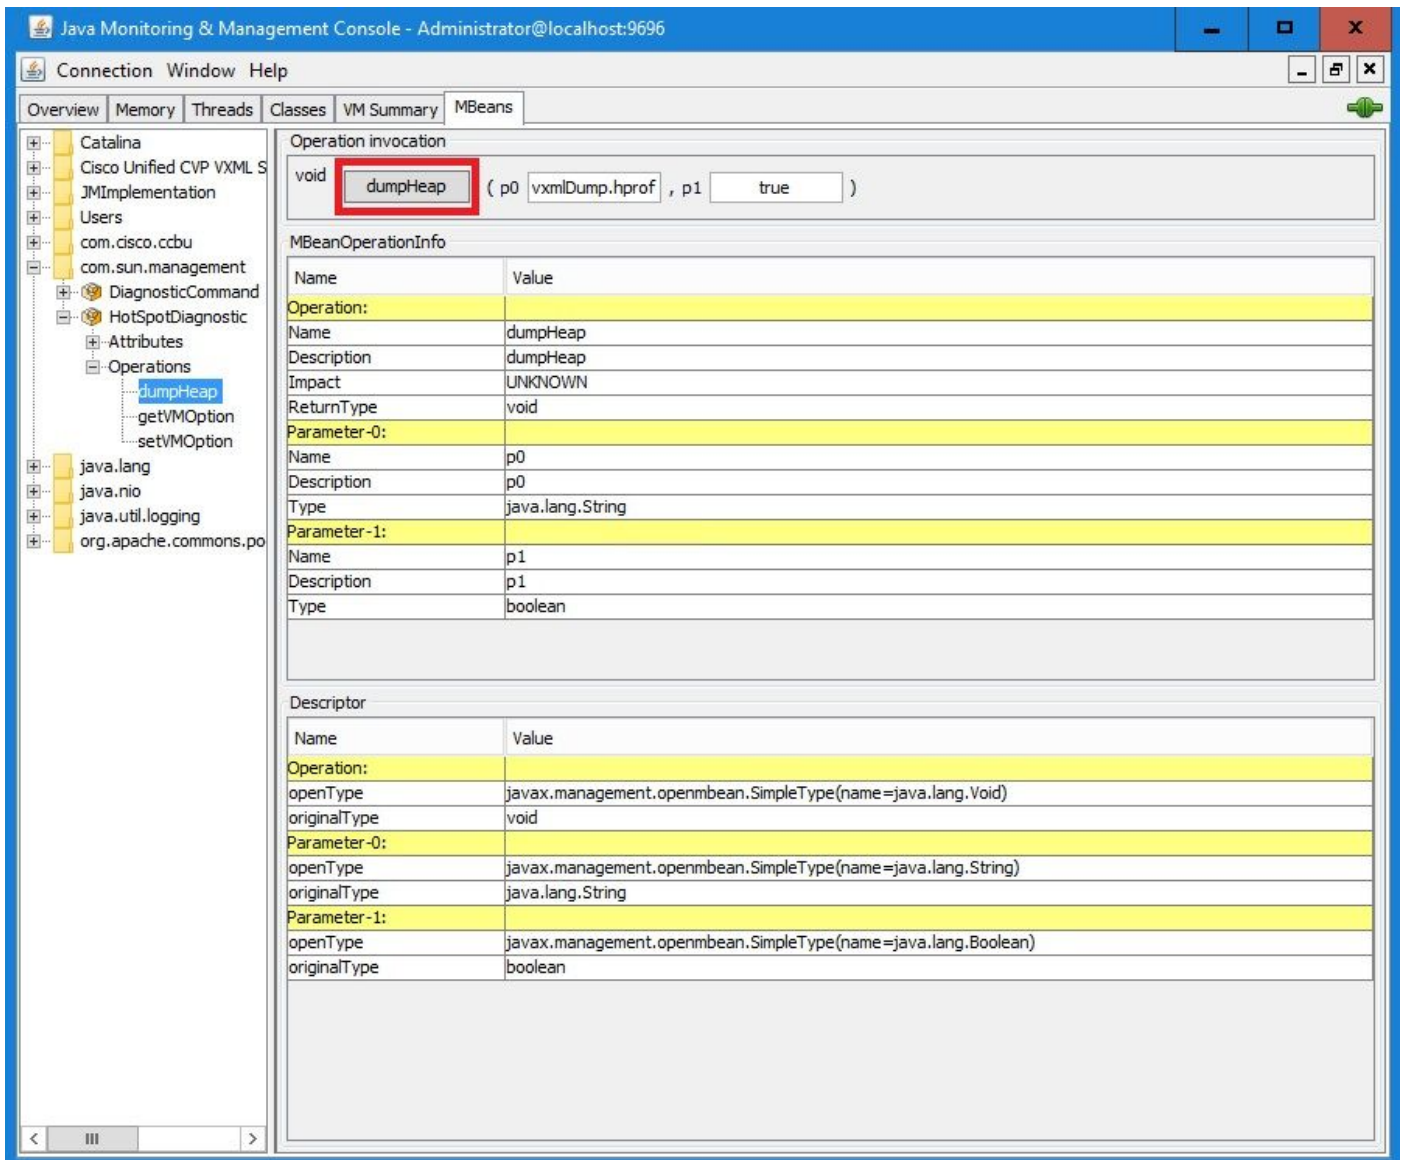 Java Monitoring & Management Console - Administrator@localhost:9696
Connection Window Help
Overview Memory Threads Classes VM Summary MBeans
Catalina
Cisco Unified CVP VXML S
JMImplementation
Users
com.cisco.ccbu
com.sun.management
DiagnosticCommand
HotSpotDiagnostic
Attributes
Operations
dumpHeap
getVMOption
setVMOption
java.lang
java.nio
java.util.logging
org.apache.commons.po
Operation invocation
void dumpHeap ( p0 vxmlDump.hprof , p1 true )
MBeanOperationInfo
Name Value
Operation:
Name dumpHeap
Description dumpHeap
Impact UNKNOWN
ReturnType void
Parameter-0:
Name p0
Description p0
Type java.lang.String
Parameter-1:
Name p1
Description p1
Type boolean
Descriptor
Name Value
Operation:
openType javax.management.openmbean.SimpleType(name=java.lang.Void)
originalType void
Parameter-0:
openType javax.management.openmbean.SimpleType(name=java.lang.String)
originalType java.lang.String
Parameter-1:
openType javax.management.openmbean.SimpleType(name=java.lang.Boolean)
originalType boolean